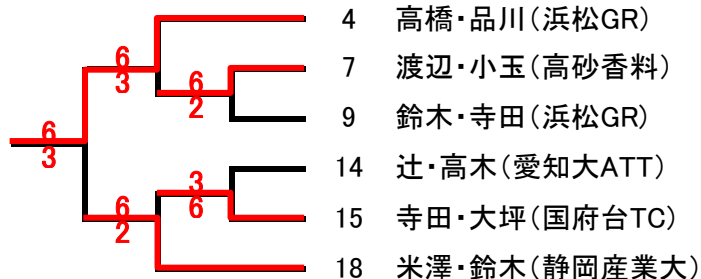 4 高橋・品川(浜松GR)
6
3
7 渡辺・小玉(高砂香料)
6
2
9 鈴木・寺田(浜松GR)
6
3
14 辻・高木(愛知大ATT)
3
6
15 寺田・大坪(国府台TC)
6
2
18 米澤・鈴木(静岡産業大)